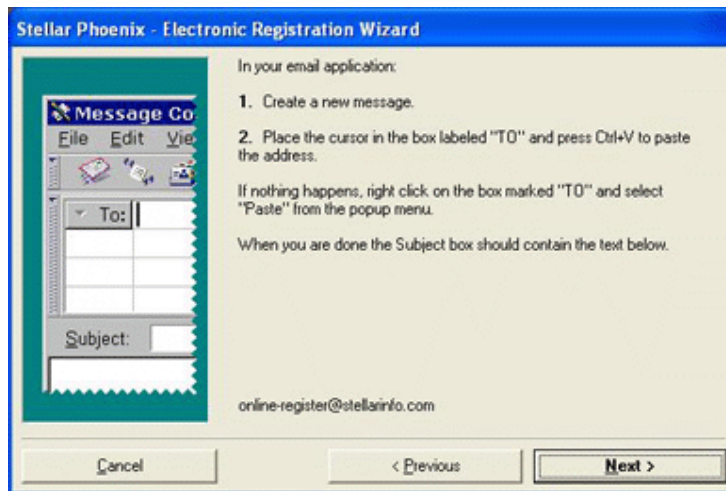 Stellar Phoenix - Electronic Registration Wizard
In your email application:
1. Create a new message.
2. Place the cursor in the box labeled "TO" and press Ctrl+V to paste
the address.
If nothing happens, right click on the box marked "TO" and select
"Paste" from the popup menu.
When you are done the Subject box should contain the text below.
Message Co
File Edit Vie
To:
Subject:
online-register@stellarinfo.com
Cancel
< Previous
Next >